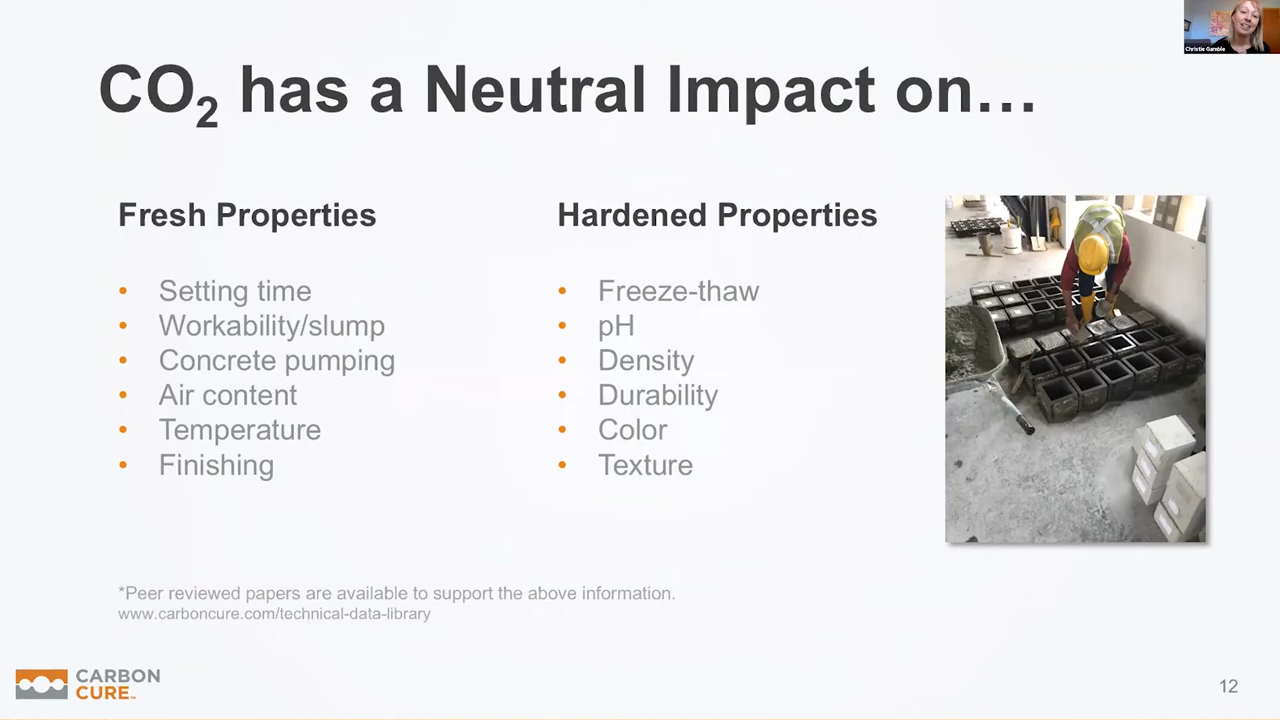 Christie Gamble
CO₂ has a Neutral Impact on…
Fresh Properties
• Setting time
• Workability/slump
• Concrete pumping
• Air content
• Temperature
• Finishing
Hardened Properties
• Freeze-thaw
• pH
• Density
• Durability
• Color
• Texture
*Peer reviewed papers are available to support the above information.
www.carboncure.com/technical-data-library
CARBON
CURE™
12